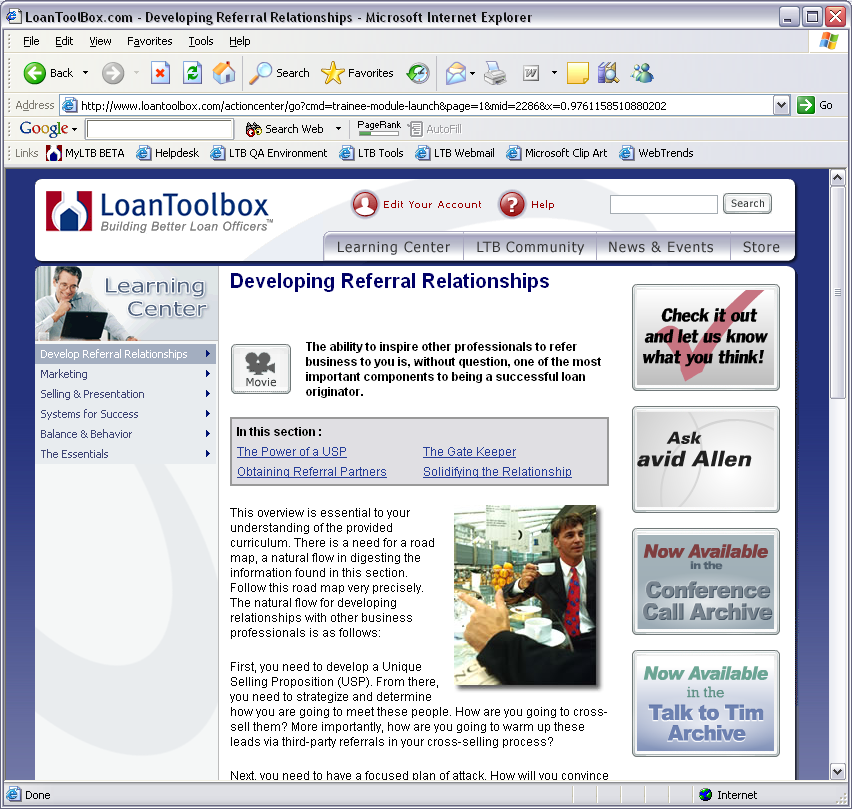 LoanToolBox.com - Developing Referral Relationships - Microsoft Internet Explorer
File Edit View Favorites Tools Help
Back Search Favorites
Address http://www.loantoolbox.com/actioncenter/go?cmd=trainee-module-launch&page=1&mid=2286&x=0.9761158510880202 Go
Google Search Web PageRank AutoFill
Links MyLTB BETA Helpdesk LTB QA Environment LTB Tools LTB Webmail Microsoft Clip Art WebTrends
LoanToolbox™
Building Better Loan Officers
Edit Your Account ? Help Search
Learning Center LTB Community News & Events Store
Learning
Center
Develop Referral Relationships
Marketing
Selling & Presentation
Systems for Success
Balance & Behavior
The Essentials
Developing Referral Relationships
Movie
The ability to inspire other professionals to refer
business to you is, without question, one of the most
important components to being a successful loan
originator.
In this section :
The Power of a USP The Gate Keeper
Obtaining Referral Partners Solidifying the Relationship
This overview is essential to your
understanding of the provided
curriculum. There is a need for a road
map, a natural flow in digesting the
information found in this section.
Follow this road map very precisely.
The natural flow for developing
relationships with other business
professionals is as follows:
First, you need to develop a Unique
Selling Proposition (USP). From there,
you need to strategize and determine
how you are going to meet these people. How are you going to cross-
sell them? More importantly, how are you going to warm up these
leads via third-party referrals in your cross-selling process?
Next, you need to have a focused plan of attack. How will you convince
Check it out
and let us know
what you think!
Ask
avid Allen
Now Available
in the
Conference
Call Archive
Now Available
in the
Talk to Tim
Archive
Done Internet